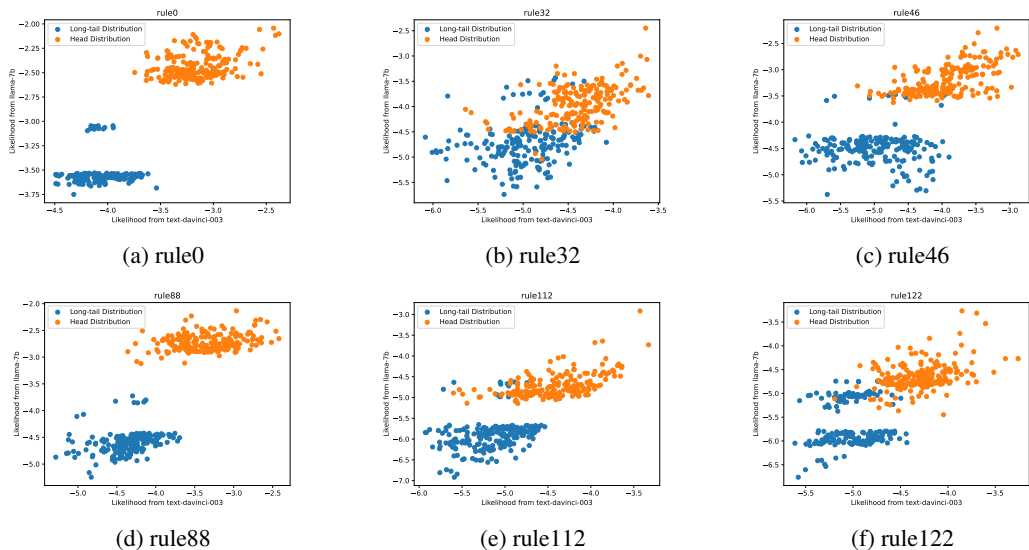 rule0
Long-tail Distribution
Head Distribution
Likelihood from llama-7b
-2.00
-2.25
-2.50
-2.75
-3.00
-3.25
-3.50
-3.75
-4.5
-4.0
-3.5
-3.0
-2.5
Likelihood from text-davinci-003
(a) rule0
rule32
Long-tail Distribution
Head Distribution
Likelihood from llama-7b
-2.5
-3.0
-3.5
-4.0
-4.5
-5.0
-5.5
-6.0
-5.5
-5.0
-4.5
-4.0
-3.5
Likelihood from text-davinci-003
(b) rule32
rule46
Long-tail Distribution
Head Distribution
Likelihood from llama-7b
-2.5
-3.0
-3.5
-4.0
-4.5
-5.0
-5.5
-6.0
-5.5
-5.0
-4.5
-4.0
-3.5
-3.0
Likelihood from text-davinci-003
(c) rule46
rule88
Long-tail Distribution
Head Distribution
Likelihood from llama-7b
-2.0
-2.5
-3.0
-3.5
-4.0
-4.5
-5.0
-5.0
-4.5
-4.0
-3.5
-3.0
-2.5
Likelihood from text-davinci-003
(d) rule88
rule112
Long-tail Distribution
Head Distribution
Likelihood from llama-7b
-3.0
-3.5
-4.0
-4.5
-5.0
-5.5
-6.0
-6.5
-7.0
-6.0
-5.5
-5.0
-4.5
-4.0
-3.5
Likelihood from text-davinci-003
(e) rule112
rule122
Long-tail Distribution
Head Distribution
Likelihood from llama-7b
-3.5
-4.0
-4.5
-5.0
-5.5
-6.0
-6.5
-5.5
-5.0
-4.5
-4.0
-3.5
Likelihood from text-davinci-003
(f) rule122